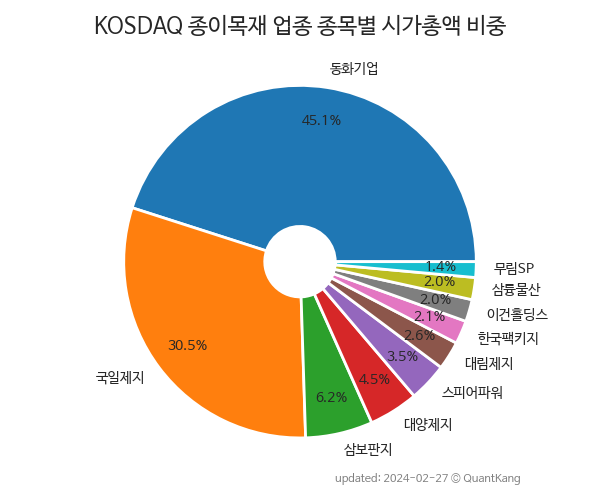 KOSDAQ 종이목재 업종 종목별 시가총액 비중
동화기업
45.1%
국일제지
30.5%
삼보판지
6.2%
대양제지
4.5%
스피어파워
3.5%
대림제지
2.6%
한국팩키지
2.1%
이건홀딩스
2.0%
삼륭물산
2.0%
무림SP
1.4%
updated: 2024-02-27 © QuantKang